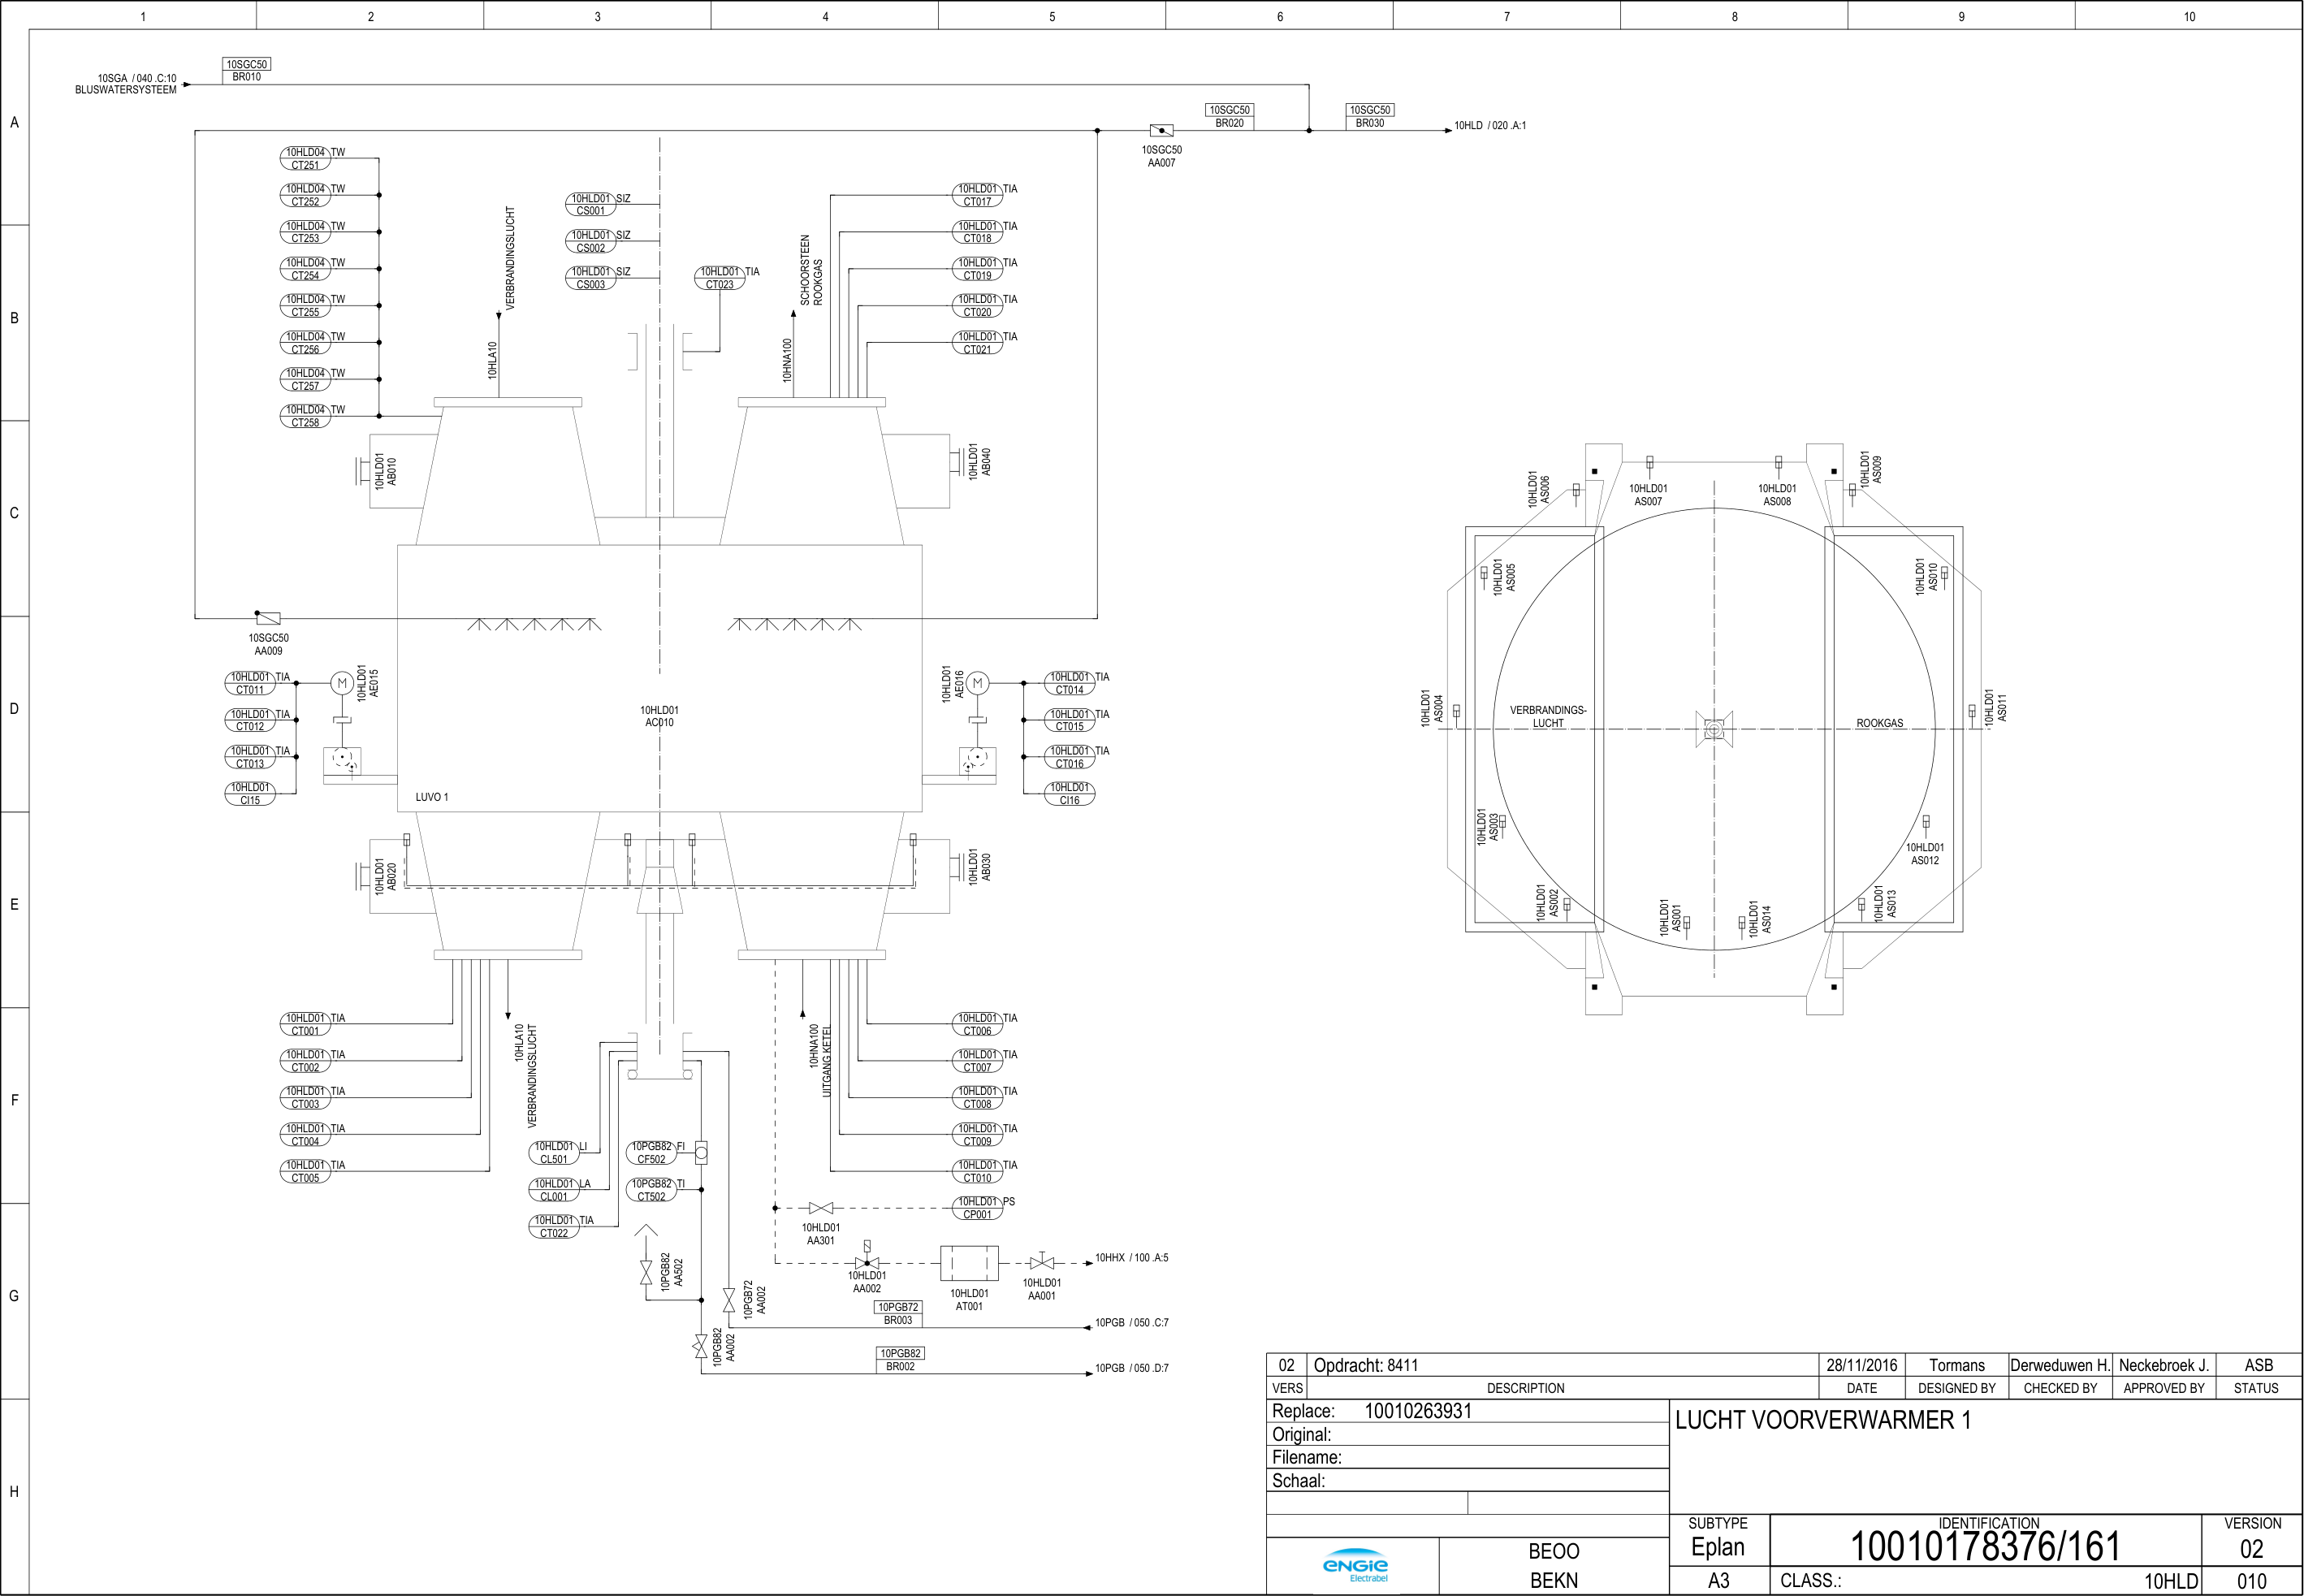 1 2 3 4 5 6 7 8 9 10
A
B
C
D
E
F
G
H
10SGA / 040 .C:10
BLUSWATERSYSTEEM
10SGC50
BR010
10SGC50
BR020
10SGC50
BR030
10HLD / 020 .A:1
10SGC50
AA007
10HLD04 TW
CT251
10HLD04 TW
CT252
10HLD04 TW
CT253
10HLD04 TW
CT254
10HLD04 TW
CT255
10HLD04 TW
CT256
10HLD04 TW
CT257
10HLD04 TW
CT258
VERBRANDINGSLUCHT
10HLA10
10HLD01 SIZ
CS001
10HLD01 SIZ
CS002
10HLD01 SIZ
CS003
10HLD01 TIA
CT023
SCHOORSTEEN
ROOKGAS
10HNA100
10HLD01 TIA
CT017
10HLD01 TIA
CT018
10HLD01 TIA
CT019
10HLD01 TIA
CT020
10HLD01 TIA
CT021
10HLD01
AB010
10HLD01
AB040
10SGC50
AA009
10HLD01 TIA
CT011
10HLD01 TIA
CT012
10HLD01 TIA
CT013
10HLD01
CI15
M
10HLD01
AE015
10HLD01
AC010
LUVO 1
10HLD01
AE016
M
10HLD01 TIA
CT014
10HLD01 TIA
CT015
10HLD01 TIA
CT016
10HLD01
CI16
10HLD01
AB020
10HLD01
AB030
10HLD01 TIA
CT001
10HLD01 TIA
CT002
10HLD01 TIA
CT003
10HLD01 TIA
CT004
10HLD01 TIA
CT005
10HLA10
VERBRANDINGSLUCHT
10HNA100
UITGANG KETEL
10HLD01 TIA
CT006
10HLD01 TIA
CT007
10HLD01 TIA
CT008
10HLD01 TIA
CT009
10HLD01 TIA
CT010
10HLD01 PS
CP001
10HLD01 LI
CL501
10HLD01 LA
CL001
10HLD01 TIA
CT022
10PGB82 FI
CF502
10PGB82 TI
CT502
10PGB82
AA502
10PGB82
AA002
10PGB72
AA002
10HLD01
AA301
10HLD01
AA002
10HLD01
AT001
10HLD01
AA001
10HHX / 100 .A:5
10PGB72
BR003
10PGB / 050 .C:7
10PGB82
BR002
10PGB / 050 .D:7
10HLD01
AS006
10HLD01
AS007
10HLD01
AS008
10HLD01
AS009
10HLD01
AS005
10HLD01
AS010
10HLD01
AS004
VERBRANDINGS-
LUCHT
ROOKGAS
10HLD01
AS011
10HLD01
AS003
10HLD01
AS012
10HLD01
AS002
10HLD01
AS001
10HLD01
AS014
10HLD01
AS013
02 Opdracht: 8411 28/11/2016 Tormans Derweduwen H. Neckebroek J. ASB
VERS DESCRIPTION DATE DESIGNED BY CHECKED BY APPROVED BY STATUS
Replace: 10010263931
Original:
Filename:
Schaal:
LUCHT VOORVERWARMER 1
ENGIE
Electrabel
BEOO
BEKN
SUBTYPE
Eplan
A3
IDENTIFICATION
10010178376/161
CLASS.: 10HLD
VERSION
02
010